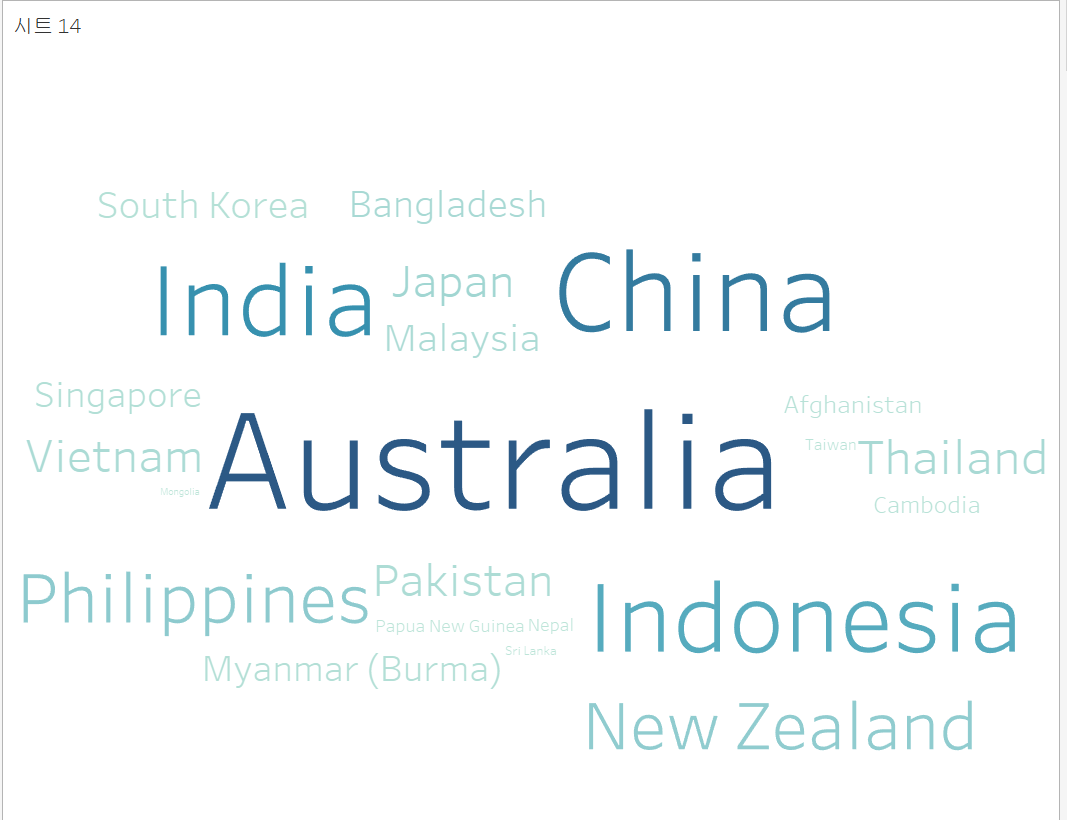 시트 14
South Korea
Bangladesh
India
Japan
China
Malaysia
Singapore
Australia
Afghanistan
Vietnam
Taiwan
Thailand
Mongolia
Cambodia
Philippines
Pakistan
Indonesia
Papua New Guinea
Nepal
Sri Lanka
Myanmar (Burma)
New Zealand